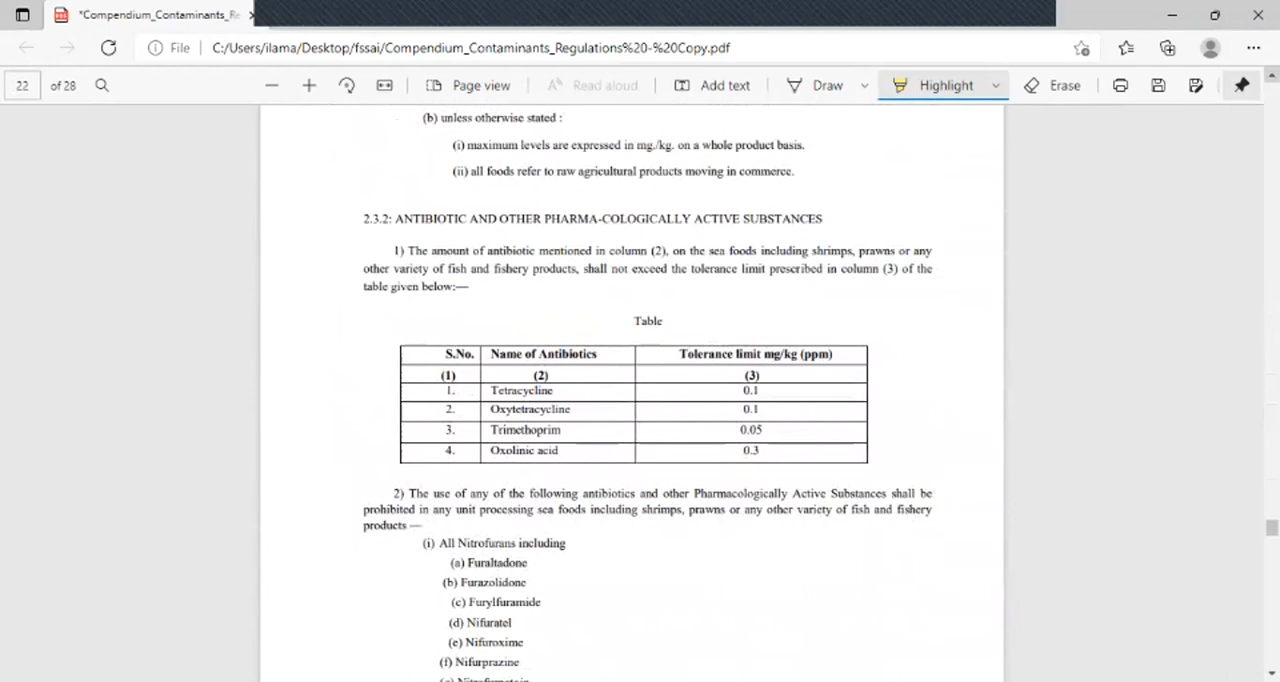 *Compendium_Contaminants_Re
File C:/Users/ilama/Desktop/fssai/Compendium_Contaminants_Regulations%20-%20Copy.pdf
22 of 28 Page view Read aloud Add text Draw Highlight Erase
(b) unless otherwise stated :
(i) maximum levels are expressed in mg./kg. on a whole product basis.
(ii) all foods refer to raw agricultural products moving in commerce.
2.3.2: ANTIBIOTIC AND OTHER PHARMA-COLOGICALLY ACTIVE SUBSTANCES
1) The amount of antibiotic mentioned in column (2), on the sea foods including shrimps, prawns or any
other variety of fish and fishery products, shall not exceed the tolerance limit prescribed in column (3) of the
table given below:—
Table
S.No. Name of Antibiotics Tolerance limit mg/kg (ppm)
(1) (2) (3)
1. Tetracycline 0.1
2. Oxytetracycline 0.1
3. Trimethoprim 0.05
4. Oxolinic acid 0.3
2) The use of any of the following antibiotics and other Pharmacologically Active Substances shall be
prohibited in any unit processing sea foods including shrimps, prawns or any other variety of fish and fishery
products —
(i) All Nitrofurans including
(a) Furaltadone
(b) Furazolidone
(c) Furylfuramide
(d) Nifuratel
(e) Nifuroxime
(f) Nifurprazine